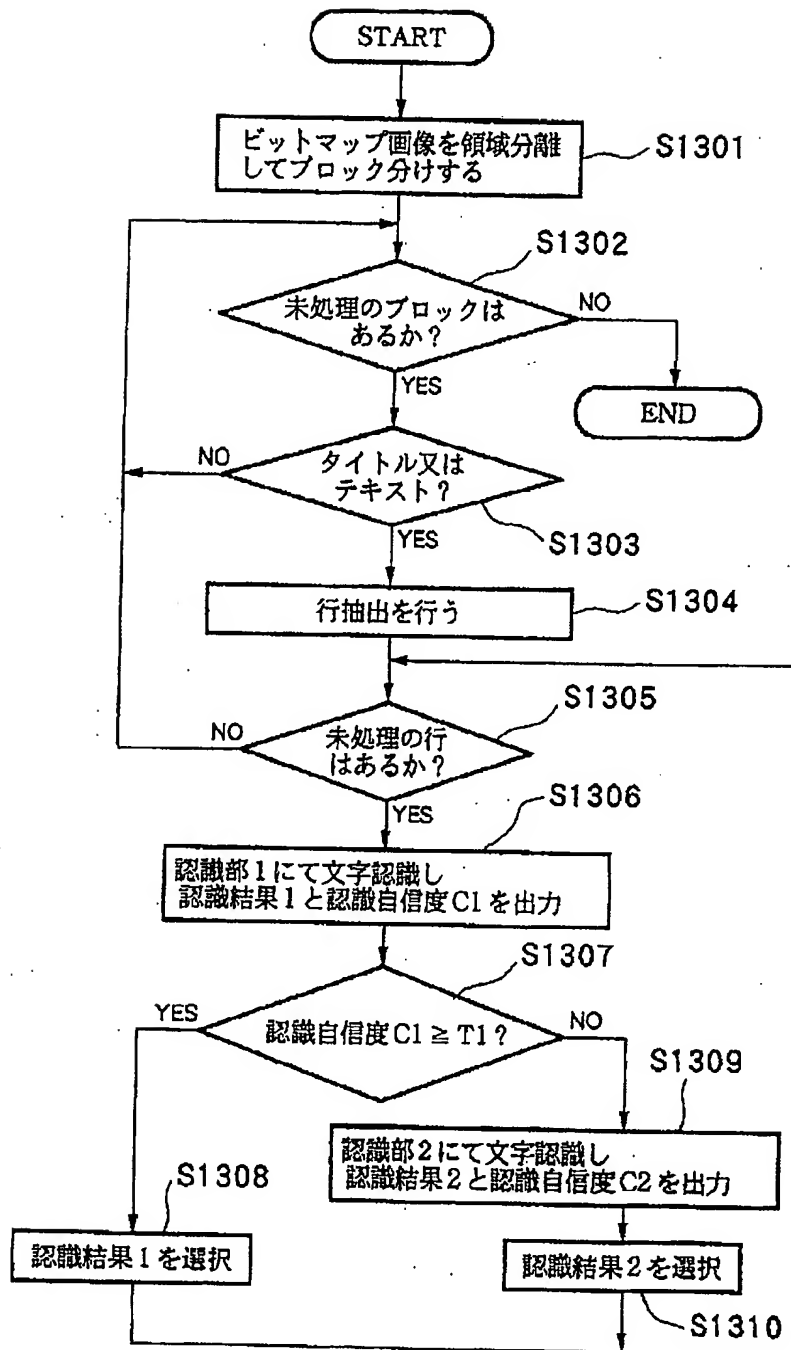 START
ビットマップ画像を領域分離
してブロック分けする
S1301
S1302
未処理のブロックは
あるか？
NO
YES
END
タイトル又は
テキスト？
NO
YES
S1303
行抽出を行う
S1304
S1305
未処理の行
はあるか？
NO
YES
S1306
認識部1にて文字認識し
認識結果1と認識自信度C1を出力
S1307
認識自信度C1≧T1？
YES
NO
S1309
認識部2にて文字認識し
認識結果2と認識自信度C2を出力
S1308
認識結果1を選択
認識結果2を選択
S1310